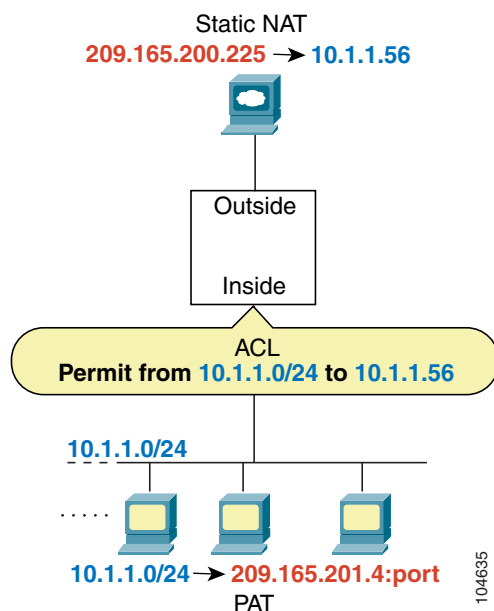 Static NAT
209.165.200.225 → 10.1.1.56
Outside
Inside
ACL
Permit from 10.1.1.0/24 to 10.1.1.56
10.1.1.0/24
10.1.1.0/24 → 209.165.201.4:port
PAT
104635